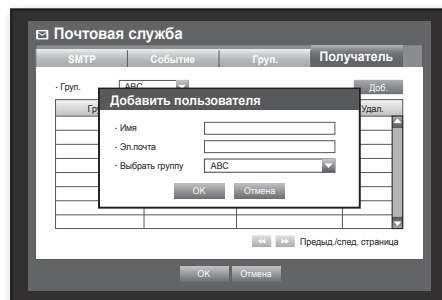 Почтовая служба
SMTP Событие Груп. Получатель
· Груп. ABC Доб.
Гру Удал.
Добавить пользователя
· Имя
· Эл.почта
· Выбрать группу ABC
OK Отмена
Предыд./след. страница
OK Отмена